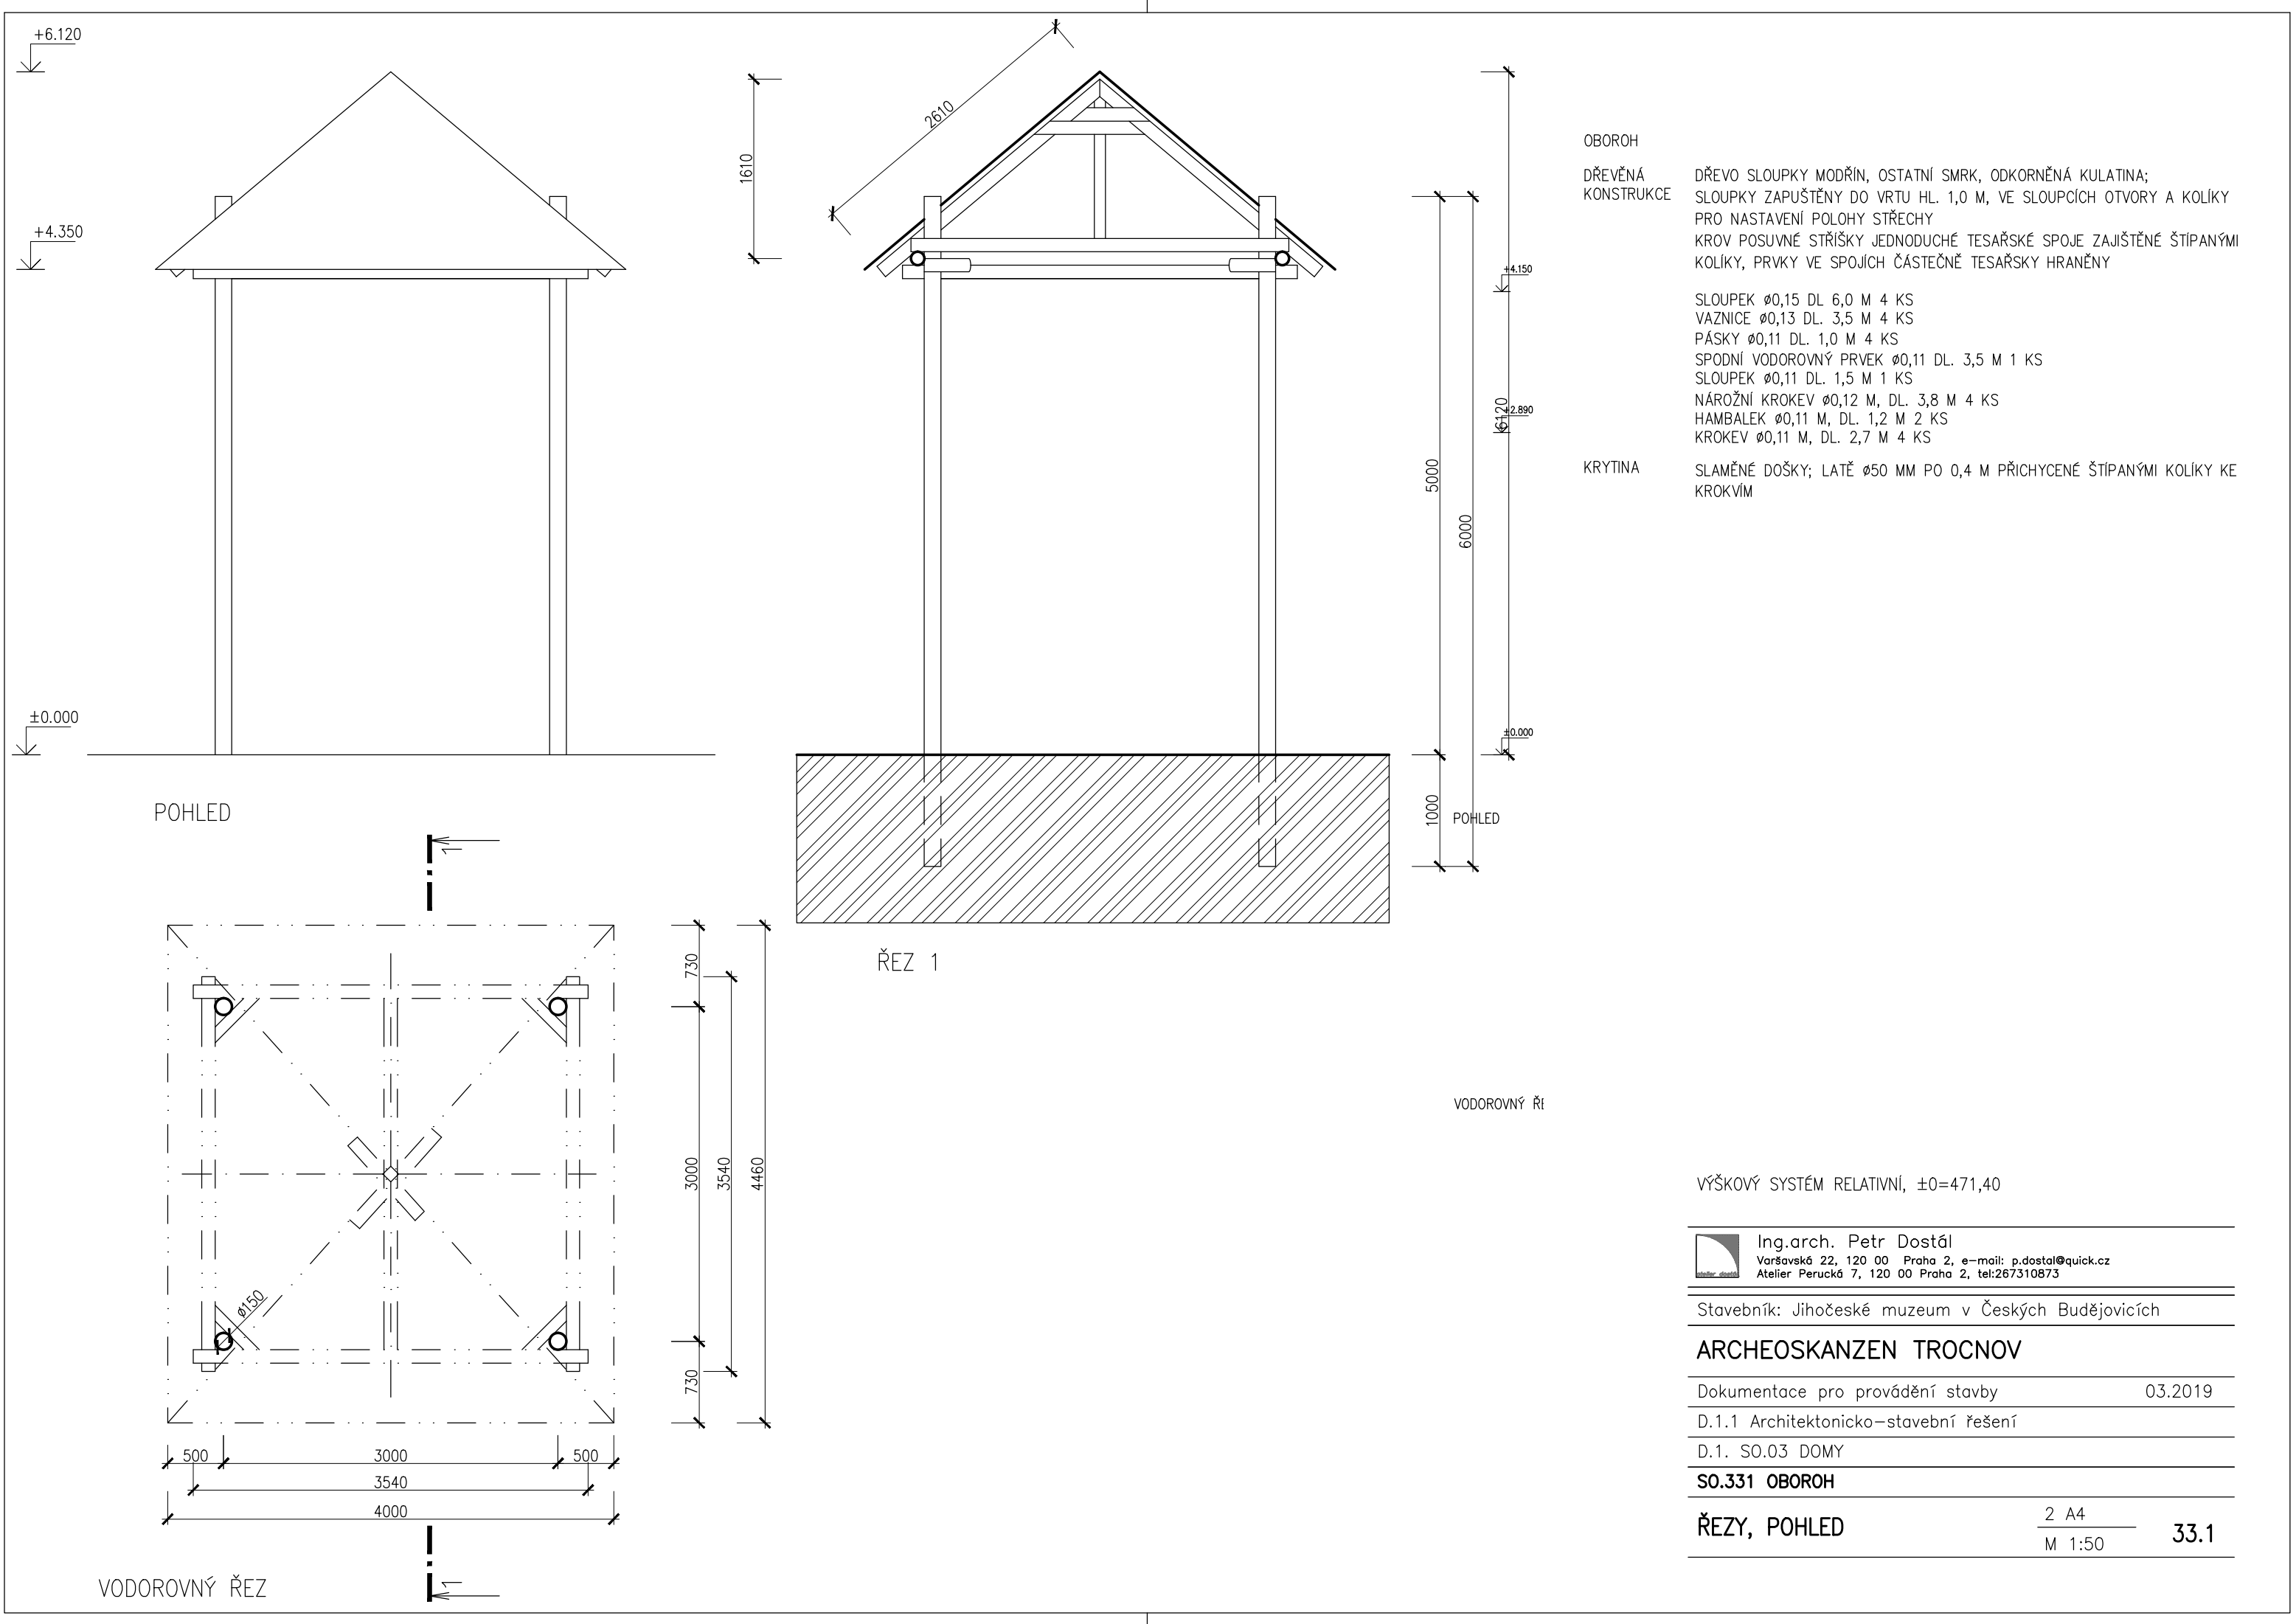 +6.120
+4.350
±0.000
POHLED
1610
2610
+4.150
6120
+2.890
5000
6000
±0.000
1000
POHLED
ŘEZ 1
OBOROH
DŘEVĚNÁ
KONSTRUKCE
DŘEVO SLOUPKY MODŘÍN, OSTATNÍ SMRK, ODKORNĚNÁ KULATINA;
SLOUPKY ZAPUŠTĚNY DO VRTU HL. 1,0 M, VE SLOUPCÍCH OTVORY A KOLÍKY
PRO NASTAVENÍ POLOHY STŘECHY
KROV POSUVNÉ STŘÍŠKY JEDNODUCHÉ TESAŘSKÉ SPOJE ZAJIŠTĚNÉ ŠTÍPANÝMI
KOLÍKY, PRVKY VE SPOJÍCH ČÁSTEČNĚ TESAŘSKY HRANĚNY
SLOUPEK ø0,15 DL 6,0 M 4 KS
VAZNICE ø0,13 DL. 3,5 M 4 KS
PÁSKY ø0,11 DL. 1,0 M 4 KS
SPODNÍ VODOROVNÝ PRVEK ø0,11 DL. 3,5 M 1 KS
SLOUPEK ø0,11 DL. 1,5 M 1 KS
NÁROŽNÍ KROKEV ø0,12 M, DL. 3,8 M 4 KS
HAMBALEK ø0,11 M, DL. 1,2 M 2 KS
KROKEV ø0,11 M, DL. 2,7 M 4 KS
KRYTINA
SLAMĚNÉ DOŠKY; LATĚ ø50 MM PO 0,4 M PŘICHYCENÉ ŠTÍPANÝMI KOLÍKY KE
KROKVÍM
1
730
3000
730
3540
4460
ø150
500
3000
500
3540
4000
1
VODOROVNÝ ŘEZ
VODOROVNÝ ŘE
VÝŠKOVÝ SYSTÉM RELATIVNÍ, ±0=471,40
atelier dostál
Ing.arch. Petr Dostál
Varšavská 22, 120 00 Praha 2, e-mail: p.dostal@quick.cz
Atelier Perucká 7, 120 00 Praha 2, tel:267310873
Stavebník: Jihočeské muzeum v Českých Budějovicích
ARCHEOSKANZEN TROCNOV
Dokumentace pro provádění stavby 03.2019
D.1.1 Architektonicko-stavební řešení
D.1. SO.03 DOMY
SO.331 OBOROH
ŘEZY, POHLED
2 A4
M 1:50
33.1